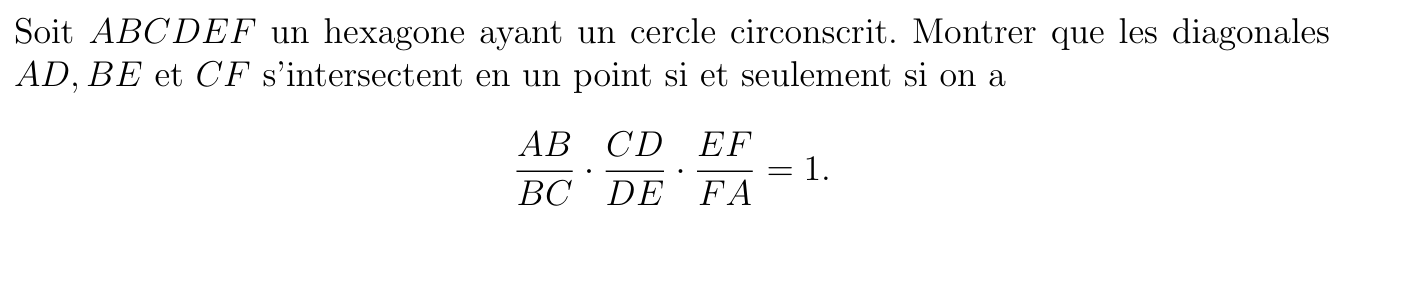 Soit ABCDEF un hexagone ayant un cercle circonscrit. Montrer que les diagonales
AD, BE et CF s'intersectent en un point si et seulement si on a
AB/BC · CD/DE · EF/FA = 1.